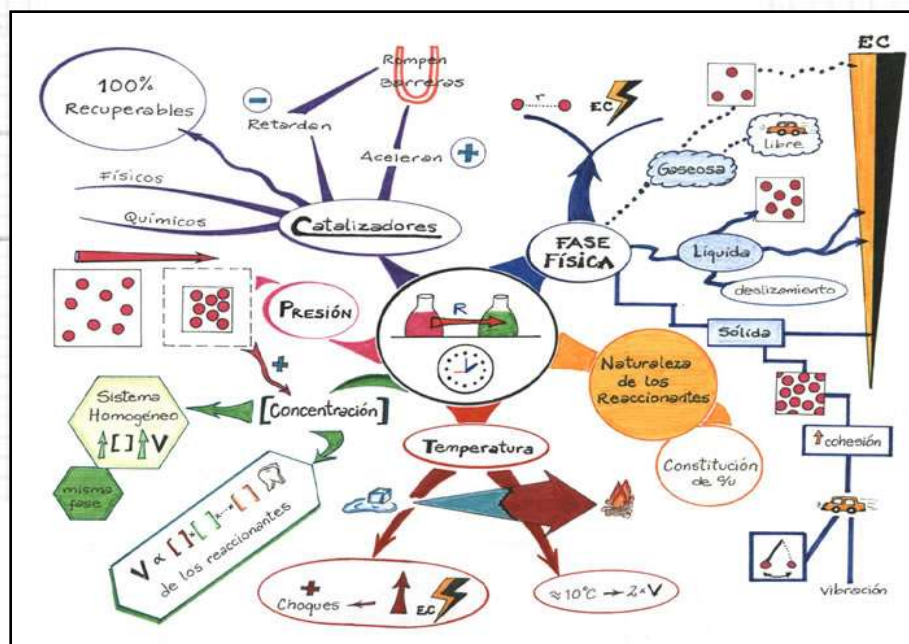 100%
Recuperables
Físicos
Químicos
Retardan
Rompen
Barreras
Aceleran
Catalizadores
r
EC
FASE
FÍSICA
Gaseosa
libre
EC
Líquida
deslizamiento
Sólida
↑cohesión
vibración
PRESIÓN
R
Naturaleza
de los
Reaccionantes
Constitución
de c/u
[Concentración]
Sistema
Homogéneo
↑[ ] ↑V
misma
fase
V ∝ [ ]×[ ]×...×[ ]
de los reaccionantes
Temperatura
+
Choques ← ↑ EC
≈10°C → 2×V